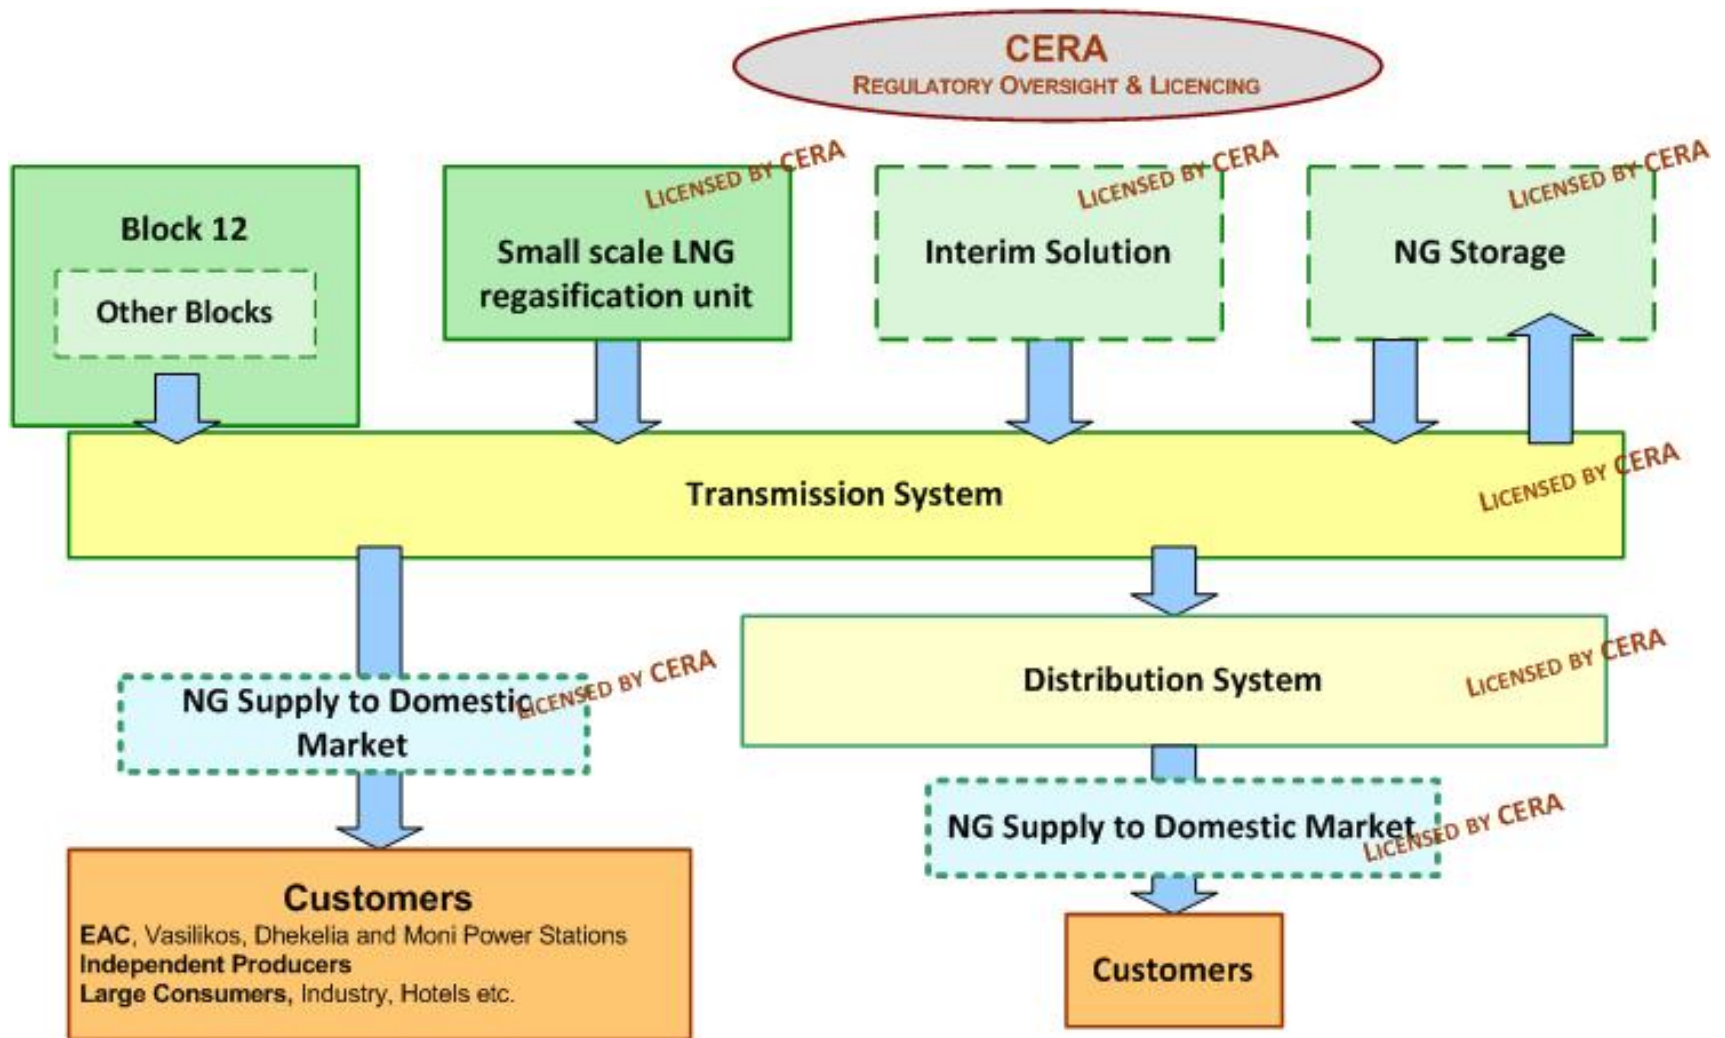 CERA
REGULATORY OVERSIGHT & LICENCING
Block 12
Other Blocks
LICENSED BY CERA
Small scale LNG
regasification unit
LICENSED BY CERA
Interim Solution
LICENSED BY CERA
NG Storage
Transmission System
LICENSED BY CERA
LICENSED BY CERA
NG Supply to Domestic
Market
Distribution System
LICENSED BY CERA
NG Supply to Domestic Market
LICENSED BY CERA
Customers
EAC, Vasilikos, Dhekelia and Moni Power Stations
Independent Producers
Large Consumers, Industry, Hotels etc.
Customers